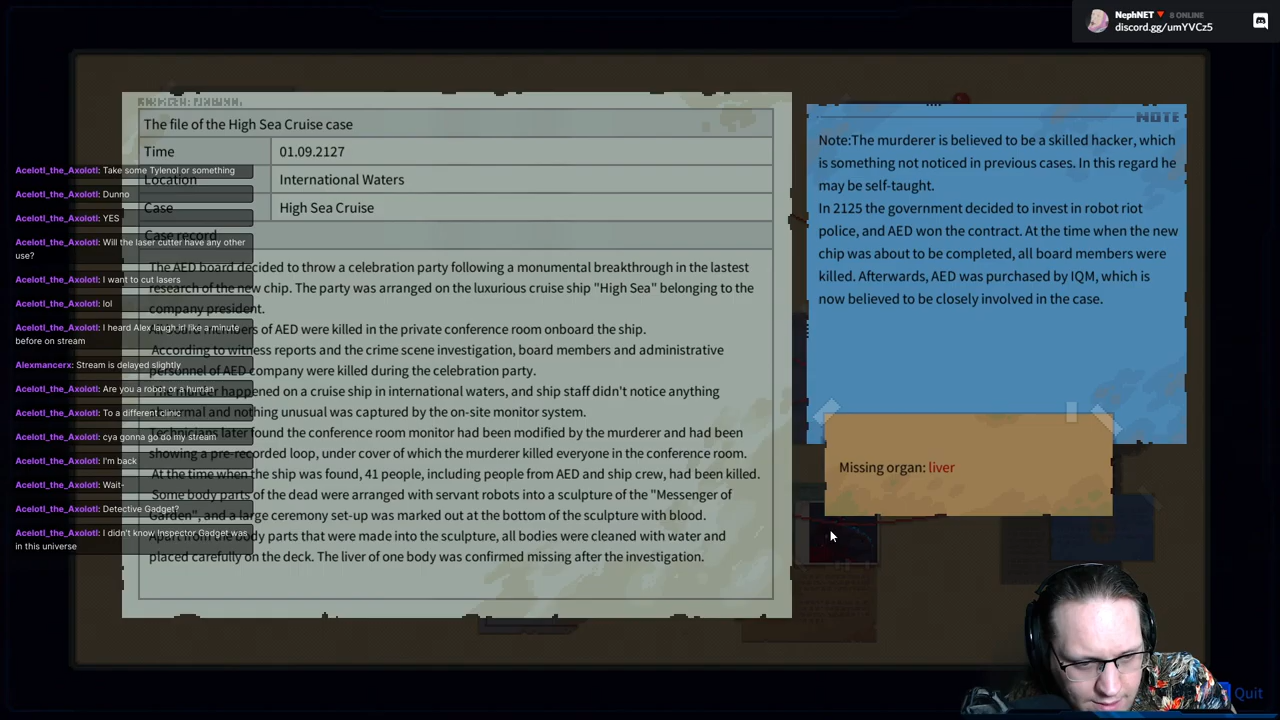 NephNET 8 ONLINE
discord.gg/umYVCz5
The file of the High Sea Cruise case
Time 01.09.2127
Location International Waters
Case High Sea Cruise
Case record
The AED board decided to throw a celebration party following a monumental breakthrough in the lastest
research of the new chip. The party was arranged on the luxurious cruise ship "High Sea" belonging to the
company president.
All board members of AED were killed in the private conference room onboard the ship.
According to witness reports and the crime scene investigation, board members and administrative
personnel of AED company were killed during the celebration party.
The murder happened on a cruise ship in international waters, and ship staff didn't notice anything
abnormal and nothing unusual was captured by the on-site monitor system.
Technicians later found the conference room monitor had been modified by the murderer and had been
showing a pre-recorded loop, under cover of which the murderer killed everyone in the conference room.
At the time when the ship was found, 41 people, including people from AED and ship crew, had been killed.
Some body parts of the dead were arranged with servant robots into a sculpture of the "Messenger of
Garden", and a large ceremony set-up was marked out at the bottom of the sculpture with blood.
Apart from the body parts that were made into the sculpture, all bodies were cleaned with water and
placed carefully on the deck. The liver of one body was confirmed missing after the investigation.
NOTE
Note:The murderer is believed to be a skilled hacker, which
is something not noticed in previous cases. In this regard he
may be self-taught.
In 2125 the government decided to invest in robot riot
police, and AED won the contract. At the time when the new
chip was about to be completed, all board members were
killed. Afterwards, AED was purchased by IQM, which is
now believed to be closely involved in the case.
Missing organ: liver
Acelotl_the_Axolotl: Take some Tylenol or something
Acelotl_the_Axolotl: Dunno
Acelotl_the_Axolotl: YES
Acelotl_the_Axolotl: Will the laser cutter have any other
use?
Acelotl_the_Axolotl: I want to cut lasers
Acelotl_the_Axolotl: lol
Acelotl_the_Axolotl: I heard Alex laugh irl like a minute
before on stream
Alexmancerx: Stream is delayed slightly
Acelotl_the_Axolotl: Are you a robot or a human
Acelotl_the_Axolotl: To a different clinic
Acelotl_the_Axolotl: cya gonna go do my stream
Acelotl_the_Axolotl: I'm back
Acelotl_the_Axolotl: Wait-
Acelotl_the_Axolotl: Detective Gadget?
Acelotl_the_Axolotl: I didn't know Inspector Gadget was
in this universe
Quit